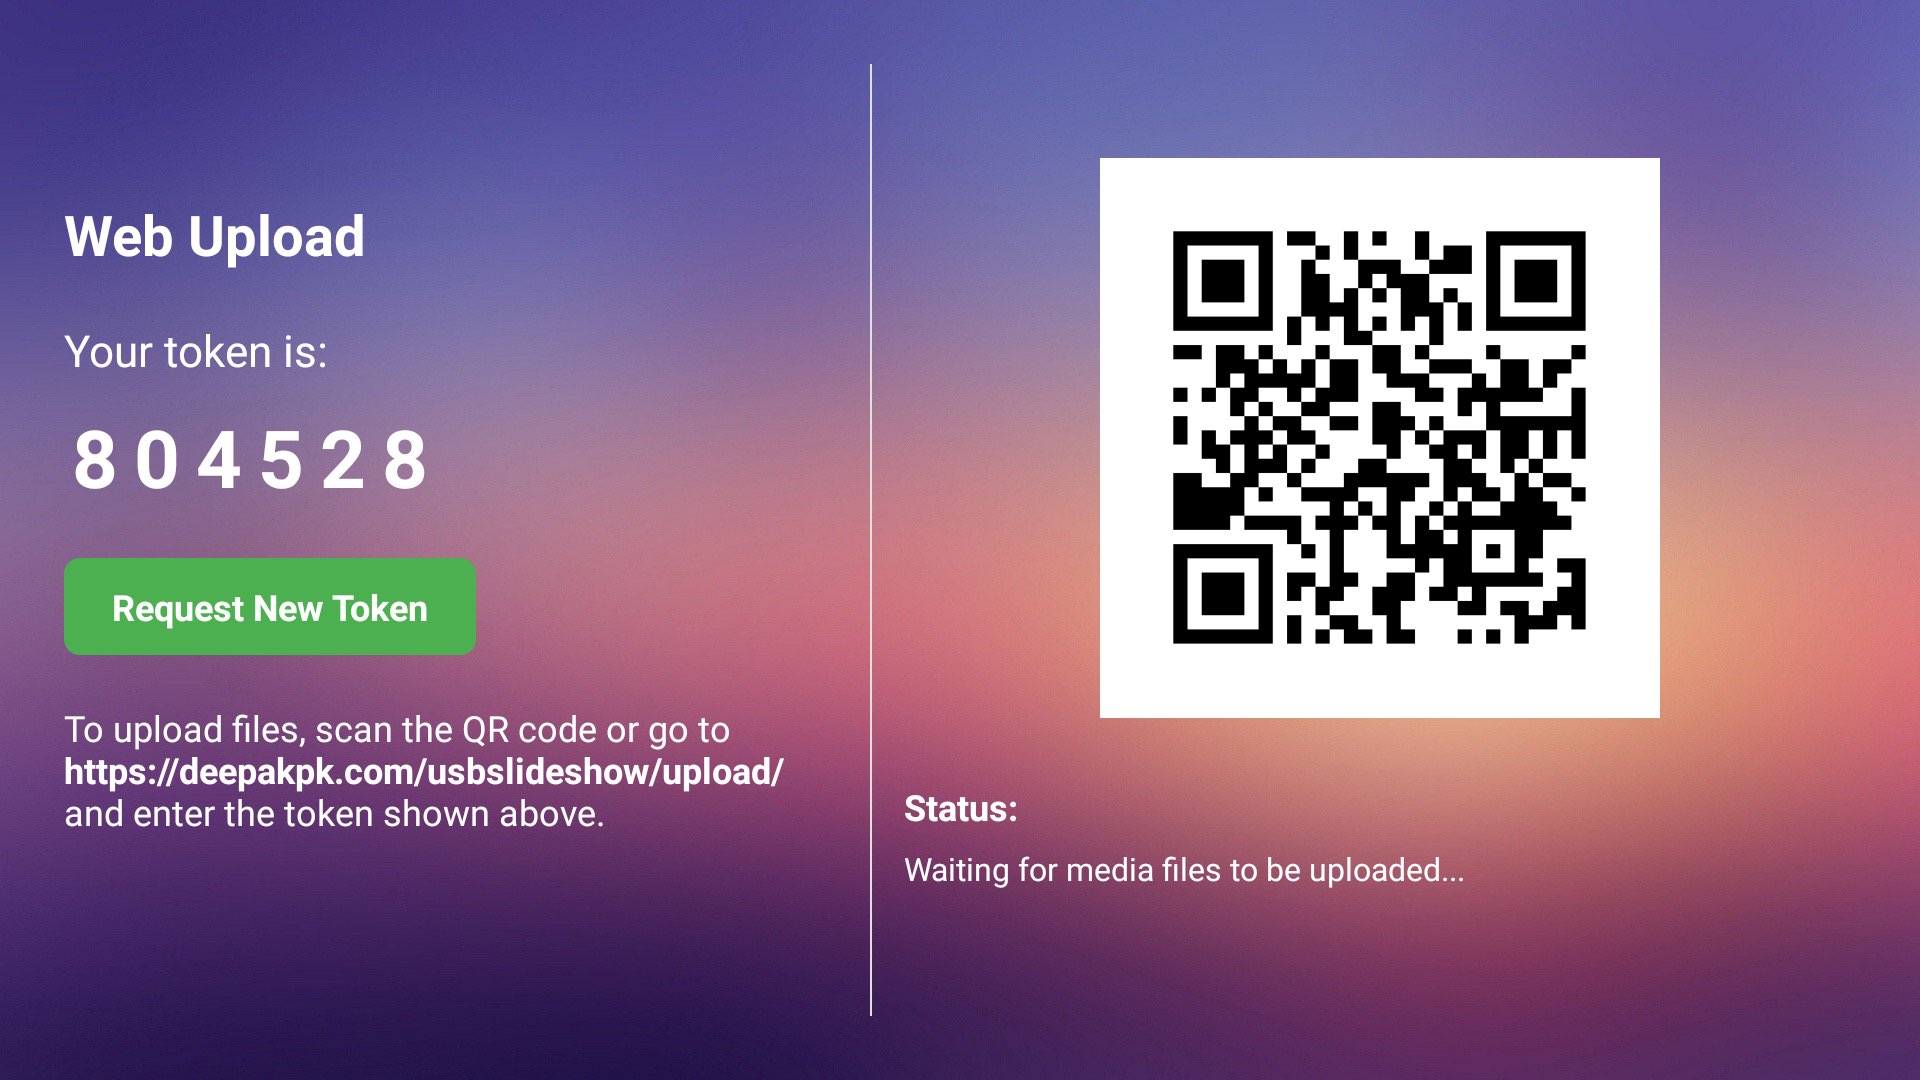 Web Upload
Your token is:
804528
Request New Token
To upload files, scan the QR code or go to
https://deepakpk.com/usbslideshow/upload/
and enter the token shown above.
Status:
Waiting for media files to be uploaded...